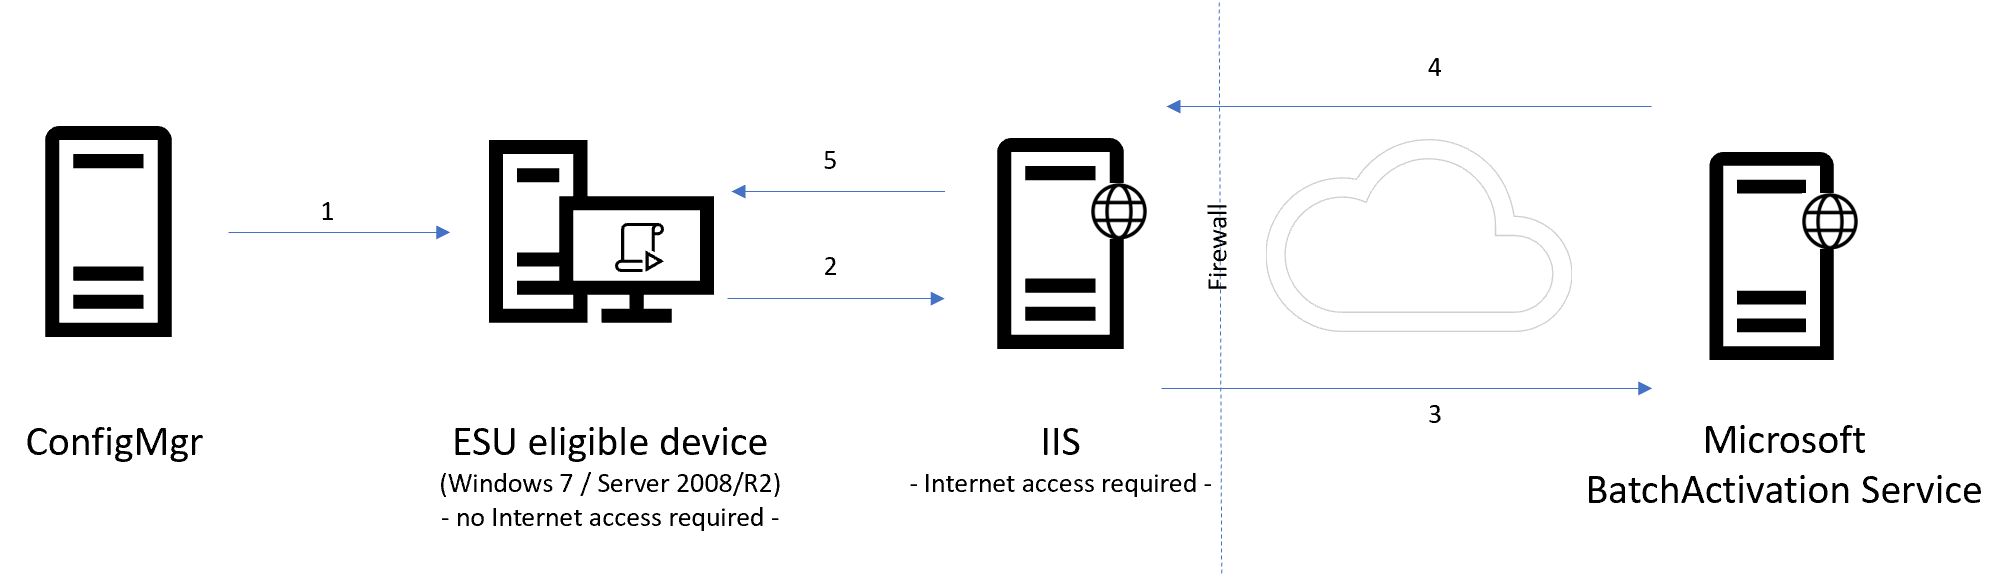 4
5
1
2
Firewall
3
ConfigMgr
ESU eligible device
(Windows 7 / Server 2008/R2)
- no Internet access required -
IIS
- Internet access required -
Microsoft
BatchActivation Service